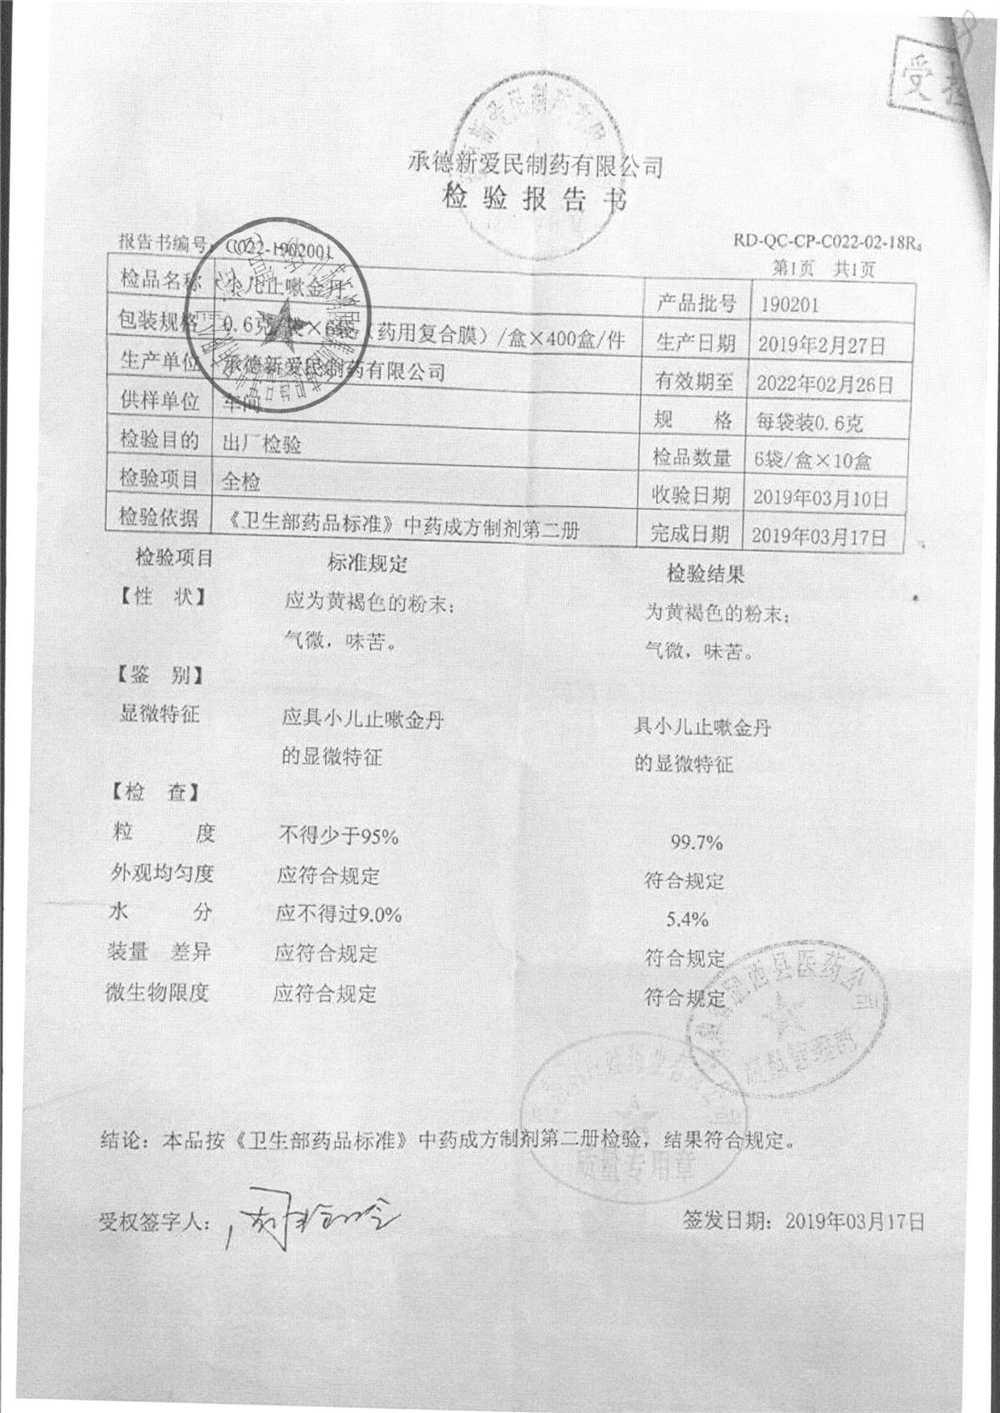 受
承德新爱民制药有限公司
检验报告书
报告书编号：C022-1902001
RD-QC-CP-C022-02-18R₄
第1页 共1页
检品名称 小儿止嗽金丹 产品批号 190201
包装规格 0.6克/袋×6袋（药用复合膜）/盒×400盒/件 生产日期 2019年2月27日
生产单位 承德新爱民制药有限公司 有效期至 2022年02月26日
供样单位 车间 规 格 每袋装0.6克
检验目的 出厂检验 检品数量 6袋/盒×10盒
检验项目 全检 收验日期 2019年03月10日
检验依据 《卫生部药品标准》中药成方制剂第二册 完成日期 2019年03月17日
检验项目 标准规定 检验结果
【性 状】 应为黄褐色的粉末； 为黄褐色的粉末；
气微，味苦。 气微，味苦。
【鉴 别】
显微特征 应具小儿止嗽金丹 具小儿止嗽金丹
的显微特征 的显微特征
【检 查】
粒 度 不得少于95% 99.7%
外观均匀度 应符合规定 符合规定
水 分 应不得过9.0% 5.4%
装量 差异 应符合规定 符合规定
微生物限度 应符合规定 符合规定
渑池县医药公司
质量专用章
结论：本品按《卫生部药品标准》中药成方制剂第二册检验，结果符合规定。
受权签字人：
签发日期：2019年03月17日